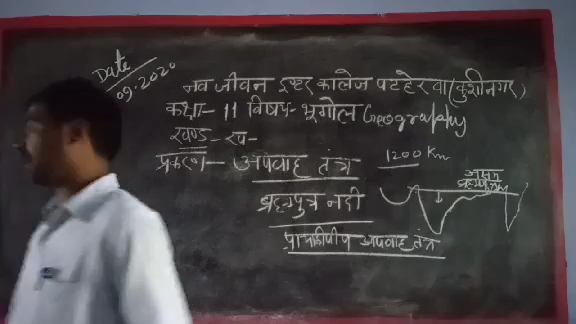 Date
09.2020
नव जीवन इण्टर कालेज पटहेरवा (कुशीनगर)
कक्षा- 11 विषय- भूगोल Geography
खण्ड-
प्रकरण- अपवाह तंत्र 1200 Km
ब्रह्मपुत्र नदी
असम
प्रायद्वीपीय अपवाह तंत्र